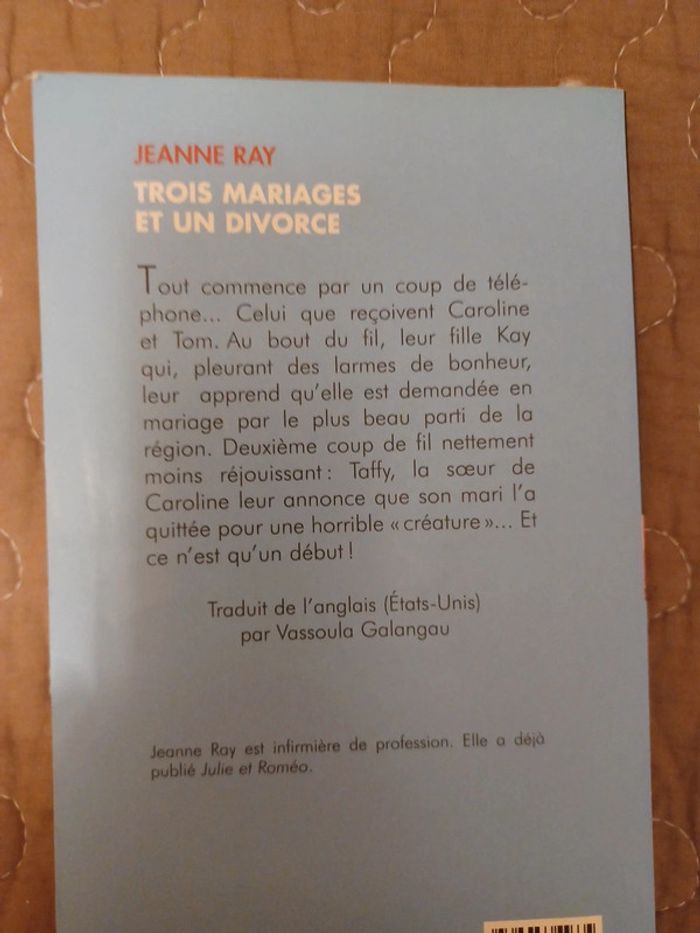 JEANNE RAY
TROIS MARIAGES
ET UN DIVORCE
Tout commence par un coup de télé-
phone... Celui que reçoivent Caroline
et Tom. Au bout du fil, leur fille Kay
qui, pleurant des larmes de bonheur,
leur apprend qu'elle est demandée en
mariage par le plus beau parti de la
région. Deuxième coup de fil nettement
moins réjouissant : Taffy, la sœur de
Caroline leur annonce que son mari l'a
quittée pour une horrible « créature »... Et
ce n'est qu'un début !
Traduit de l'anglais (États-Unis)
par Vassoula Galangau
Jeanne Ray est infirmière de profession. Elle a déjà
publié Julie et Roméo.